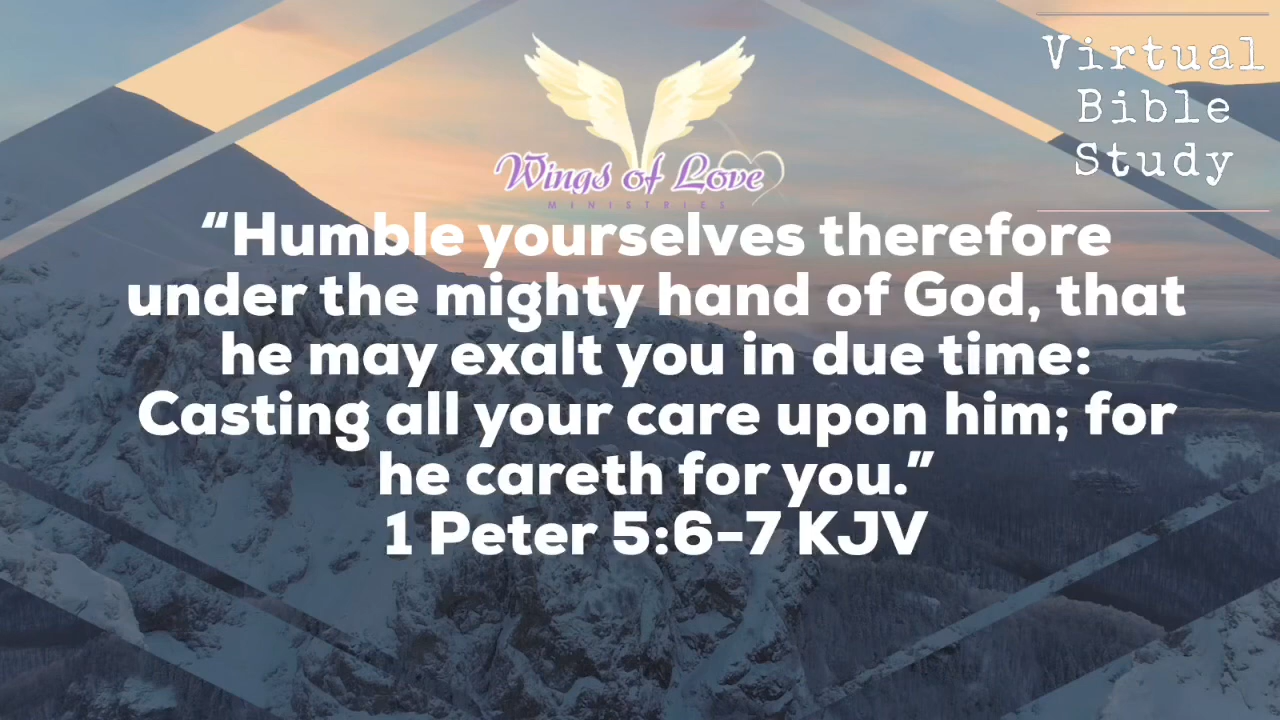 Wings of Love
MINISTRIES
Virtual
Bible
Study
“Humble yourselves therefore
under the mighty hand of God, that
he may exalt you in due time:
Casting all your care upon him; for
he careth for you.”
1 Peter 5:6-7 KJV